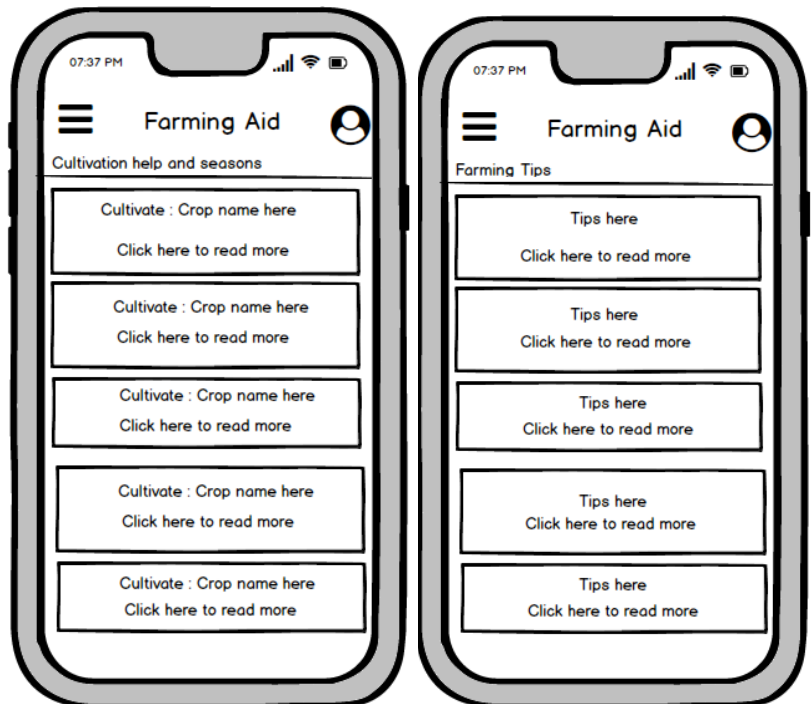 07:37 PM
Farming Aid
Cultivation help and seasons
Cultivate : Crop name here
Click here to read more
Cultivate : Crop name here
Click here to read more
Cultivate : Crop name here
Click here to read more
Cultivate : Crop name here
Click here to read more
Cultivate : Crop name here
Click here to read more
07:37 PM
Farming Aid
Farming Tips
Tips here
Click here to read more
Tips here
Click here to read more
Tips here
Click here to read more
Tips here
Click here to read more
Tips here
Click here to read more